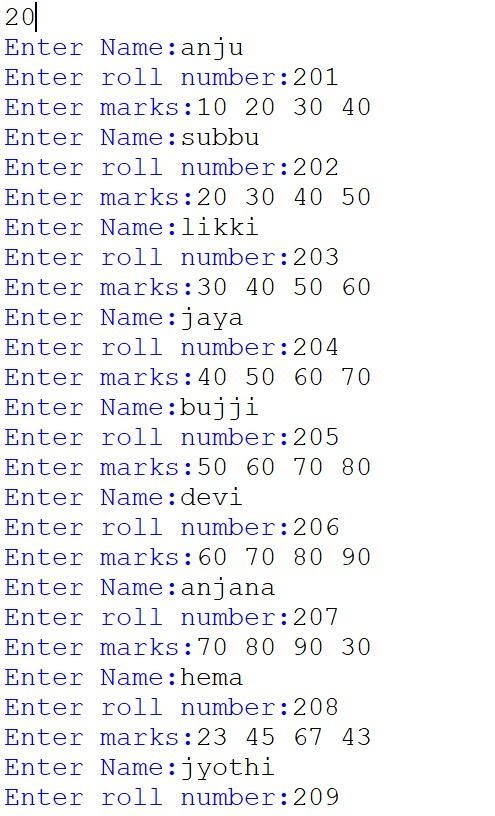 20
Enter Name:anju
Enter roll number:201
Enter marks:10 20 30 40
Enter Name:subbu
Enter roll number:202
Enter marks:20 30 40 50
Enter Name:likki
Enter roll number:203
Enter marks:30 40 50 60
Enter Name:jaya
Enter roll number:204
Enter marks:40 50 60 70
Enter Name:bujji
Enter roll number:205
Enter marks:50 60 70 80
Enter Name:devi
Enter roll number:206
Enter marks:60 70 80 90
Enter Name:anjana
Enter roll number:207
Enter marks:70 80 90 30
Enter Name:hema
Enter roll number:208
Enter marks:23 45 67 43
Enter Name:jyothi
Enter roll number:209